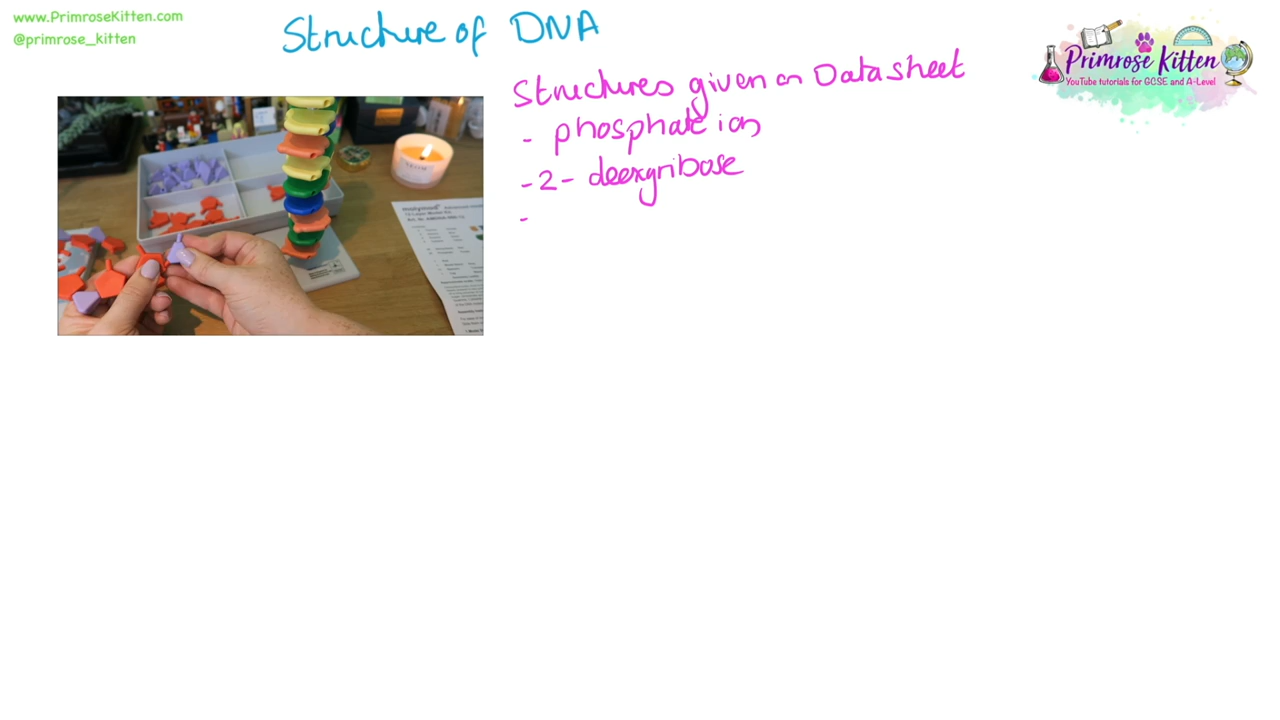 www.PrimroseKitten.com
@primrose_kitten
Structure of DNA
Primrose Kitten
YouTube tutorials for GCSE and A-Level
Structures given on Datasheet
- phosphate ion
- 2 - deoxyribose
-